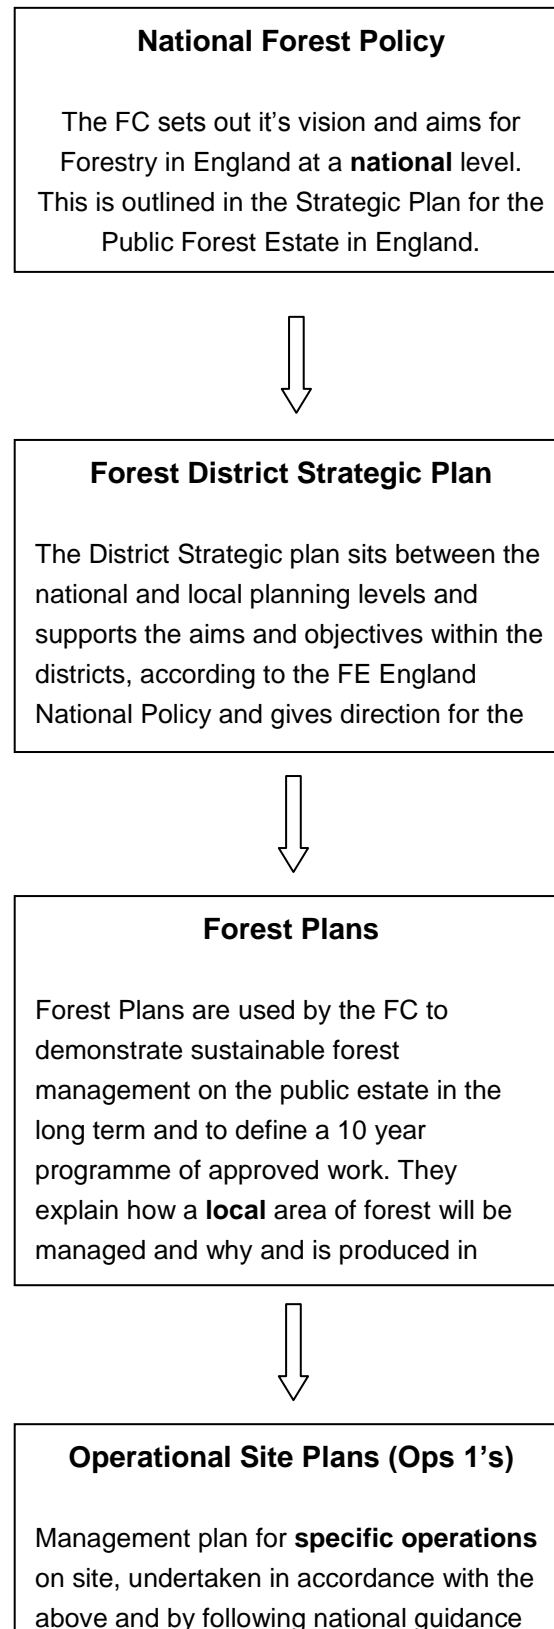 National Forest Policy
The FC sets out it's vision and aims for
Forestry in England at a national level.
This is outlined in the Strategic Plan for the
Public Forest Estate in England.
Forest District Strategic Plan
The District Strategic plan sits between the
national and local planning levels and
supports the aims and objectives within the
districts, according to the FE England
National Policy and gives direction for the
Forest Plans
Forest Plans are used by the FC to
demonstrate sustainable forest
management on the public estate in the
long term and to define a 10 year
programme of approved work. They
explain how a local area of forest will be
managed and why and is produced in
Operational Site Plans (Ops 1's)
Management plan for specific operations
on site, undertaken in accordance with the
above and by following national guidance